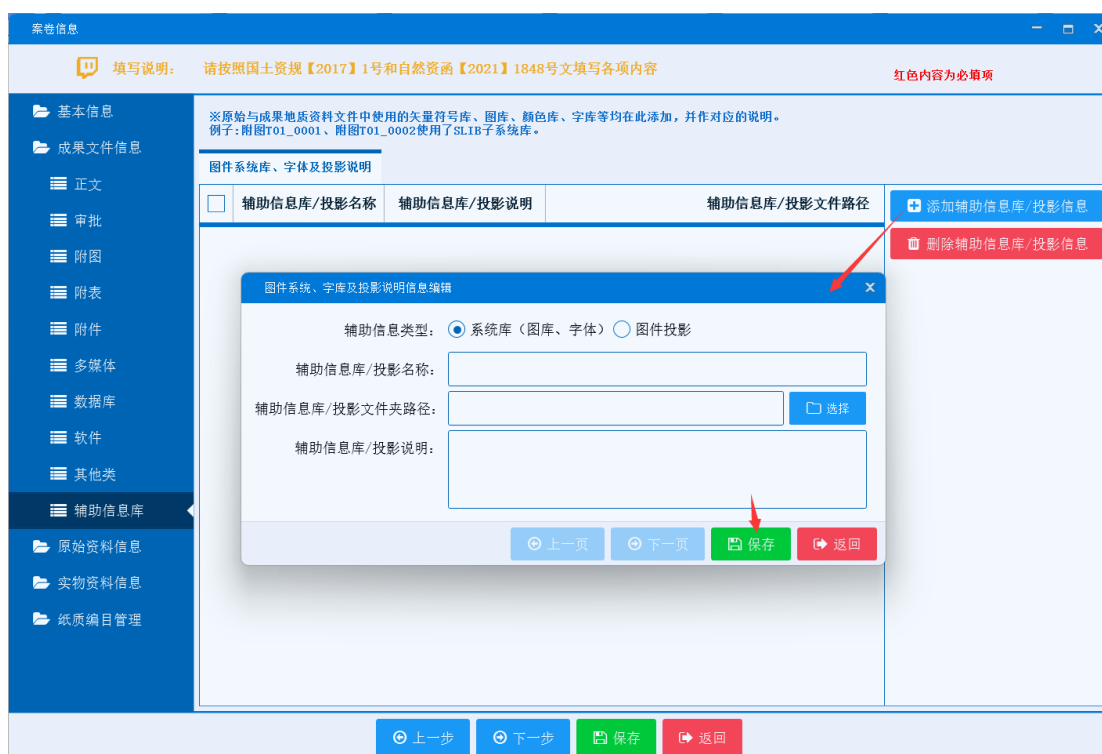 案卷信息
填写说明： 请按照国土资规【2017】1号和自然资函【2021】1848号文填写各项内容
红色内容为必填项
基本信息
成果文件信息
正文
审批
附图
附表
附件
多媒体
数据库
软件
其他类
辅助信息库
原始资料信息
实物资料信息
纸质编目管理
※原始与成果地质资料文件中使用的矢量符号库、图库、颜色库、字库等均在此添加，并作对应的说明。
例子:附图T01_0001、附图T01_0002使用了SLIB子系统库。
图件系统库、字体及投影说明
辅助信息库/投影名称 辅助信息库/投影说明 辅助信息库/投影文件路径
添加辅助信息库/投影信息
删除辅助信息库/投影信息
图件系统、字库及投影说明信息编辑 x
辅助信息类型： 系统库（图库、字体） 图件投影
辅助信息库/投影名称：
辅助信息库/投影文件夹路径： 选择
辅助信息库/投影说明：
上一页 下一页 保存 返回
上一步 下一步 保存 返回